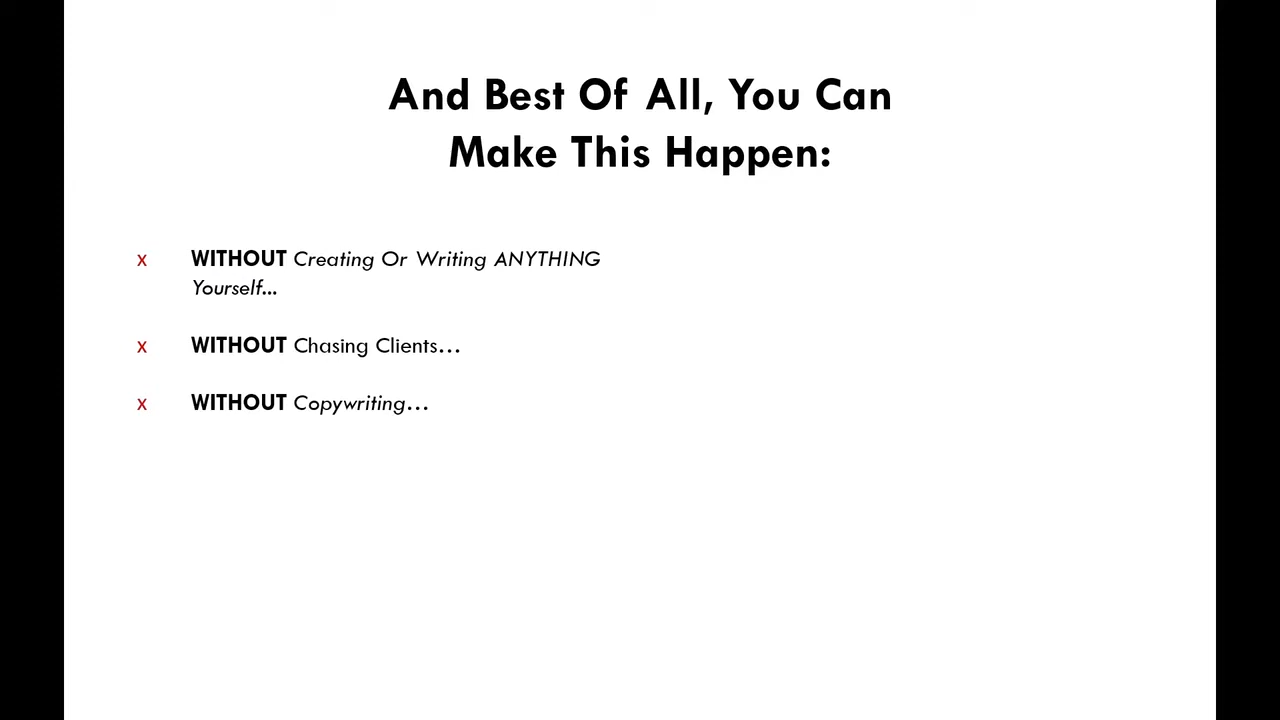 And Best Of All, You Can
Make This Happen:
x WITHOUT Creating Or Writing ANYTHING
Yourself...
x WITHOUT Chasing Clients…
x WITHOUT Copywriting…